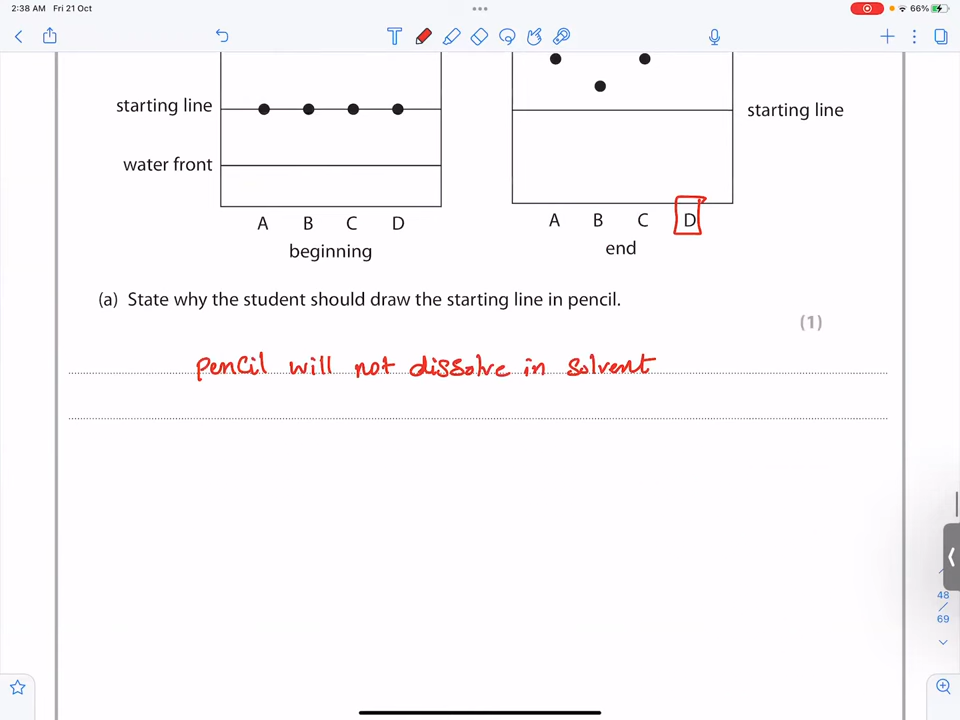 2:38 AM Fri 21 Oct
66%
starting line
water front
A B C D
beginning
starting line
A B C D
end
(a) State why the student should draw the starting line in pencil.
(1)
pencil will not dissolve in solvent
48
/
69